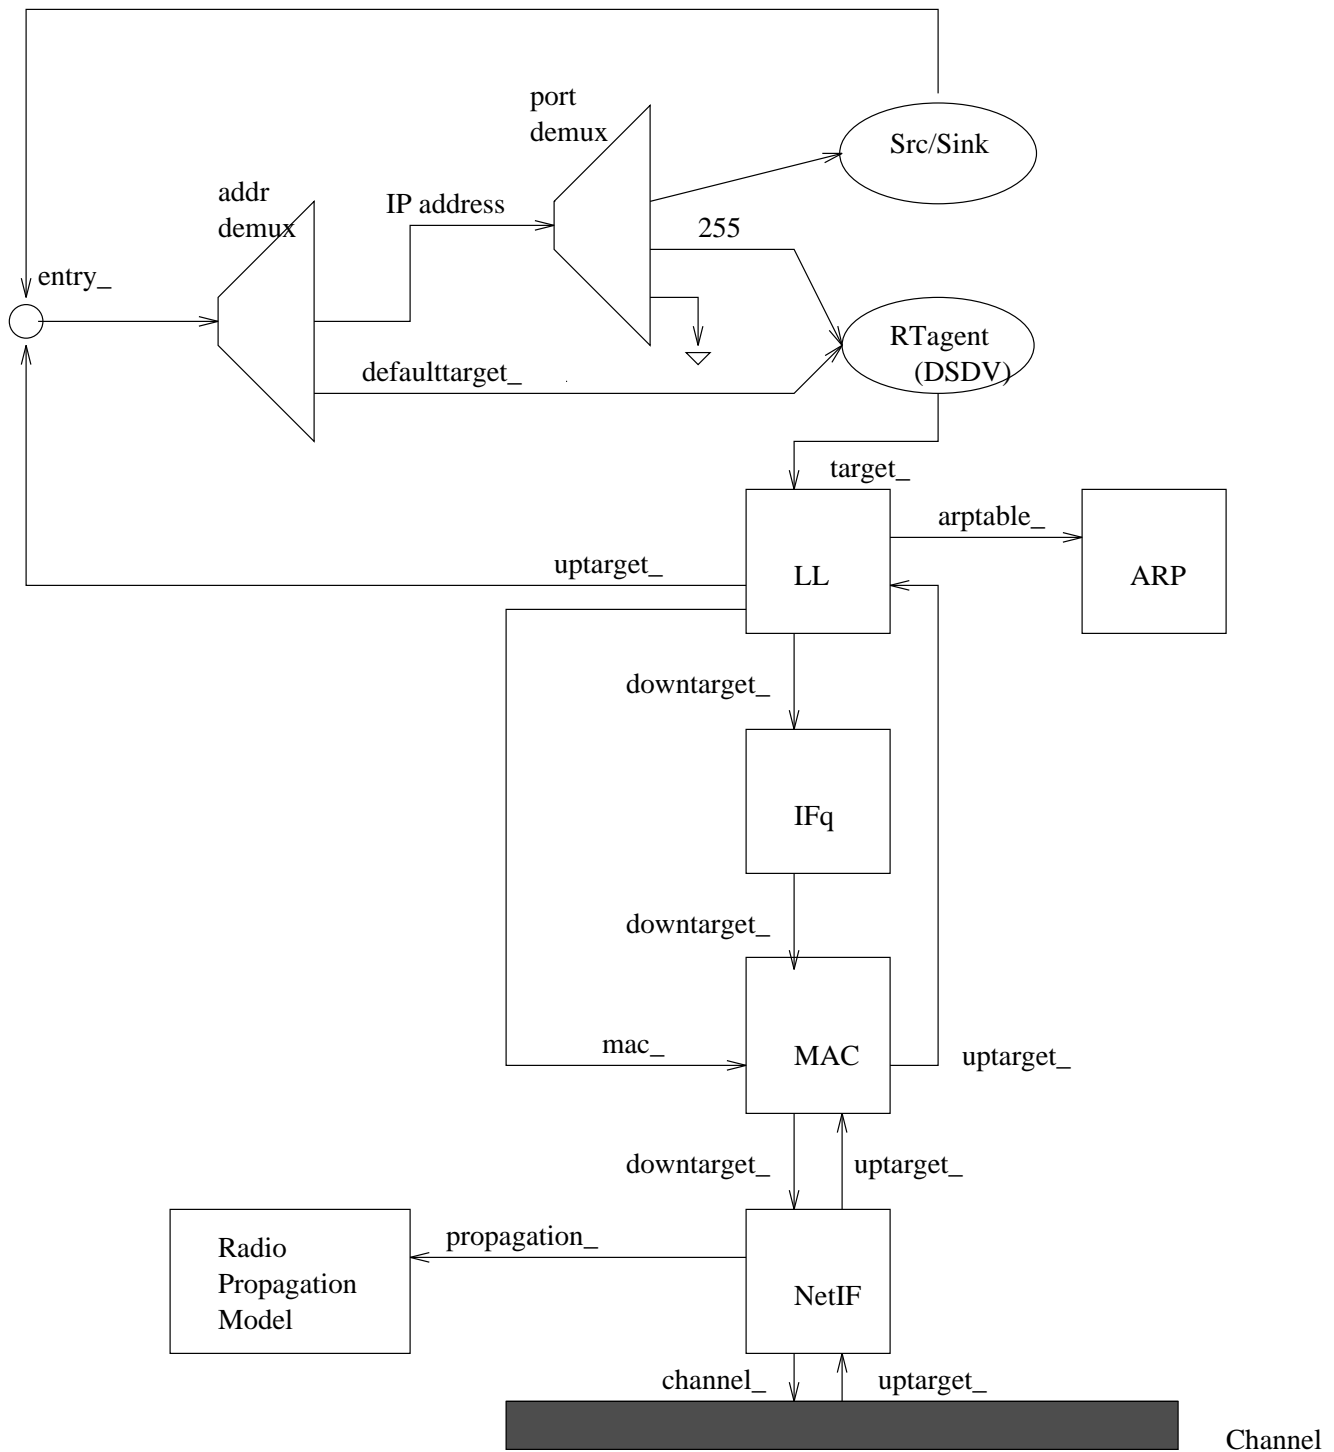 port
demux
Src/Sink
addr
demux
IP address
255
entry_
RTagent
(DSDV)
defaulttarget_
target_
arptable_
uptarget_
LL
ARP
downtarget_
IFq
downtarget_
mac_
MAC
uptarget_
downtarget_
uptarget_
propagation_
Radio
Propagation
Model
NetIF
channel_
uptarget_
Channel